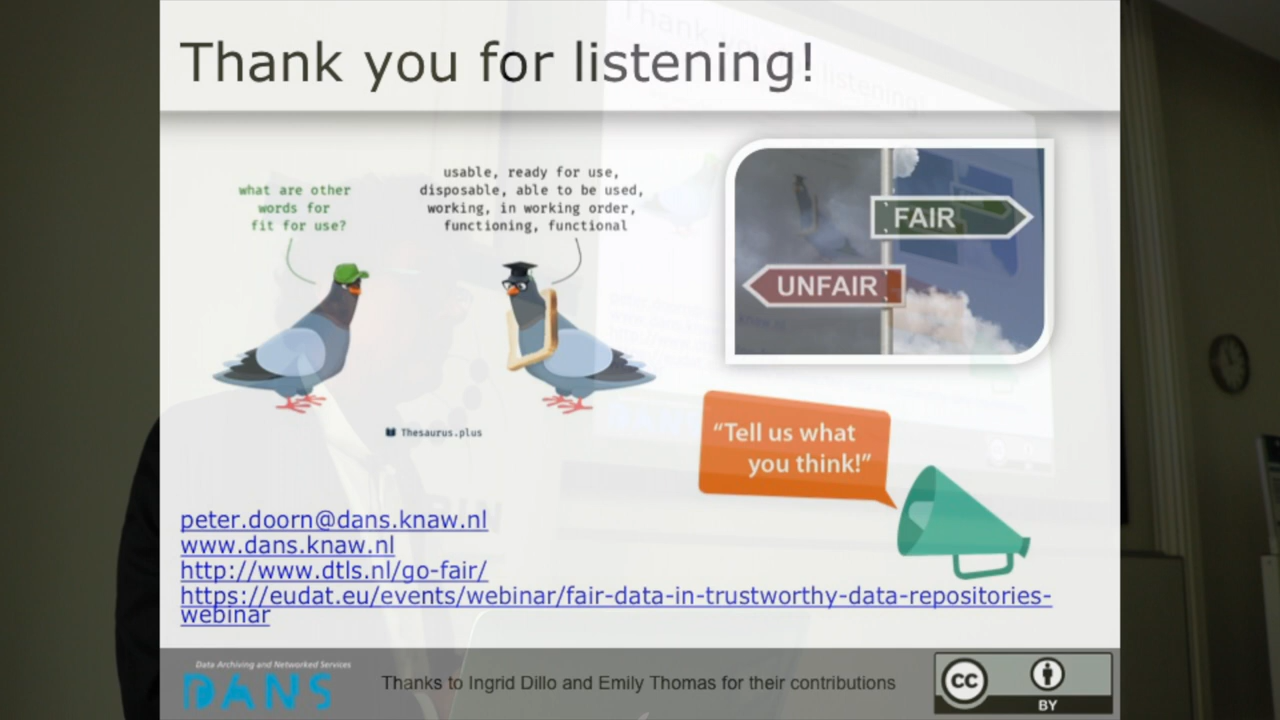 Thank you for listening!
what are other
words for
fit for use?
usable, ready for use,
disposable, able to be used,
working, in working order,
functioning, functional
Thesaurus.plus
FAIR
UNFAIR
“Tell us what
you think!”
peter.doorn@dans.knaw.nl
www.dans.knaw.nl
http://www.dtls.nl/go-fair/
https://eudat.eu/events/webinar/fair-data-in-trustworthy-data-repositories-
webinar
Data Archiving and Networked Services
DANS
Thanks to Ingrid Dillo and Emily Thomas for their contributions
cc
BY